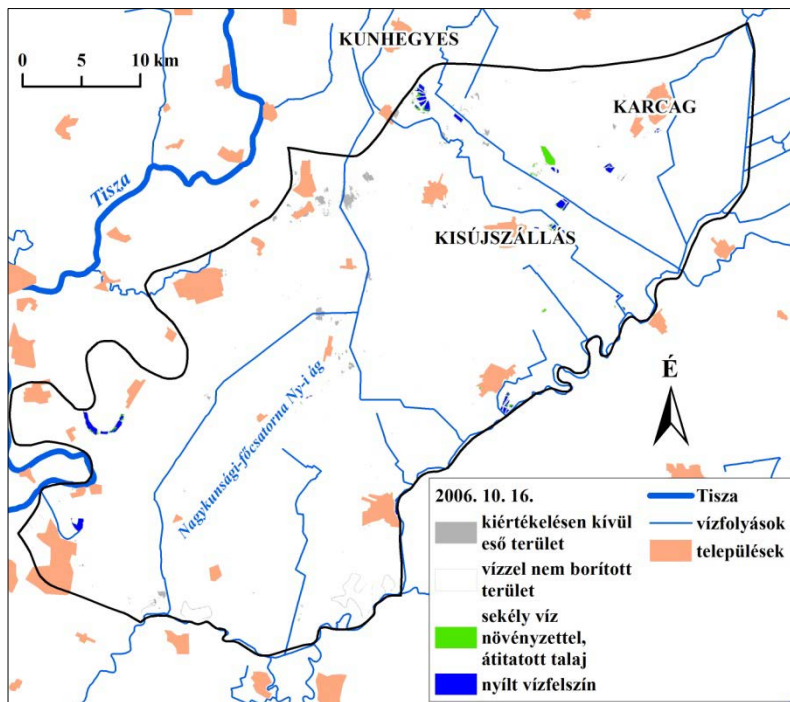 KUNHEGYES
0 5 10 km
KARCAG
Tisza
KISÚJSZÁLLÁS
É
Nagykunsági-főcsatorna Ny-i ág
2006. 10. 16.
kiértékelésen kívül
eső terület
vízzel nem borított
terület
sekély víz
növényzettel,
átitatott talaj
nyílt vízfelszín
Tisza
vízfolyások
települések